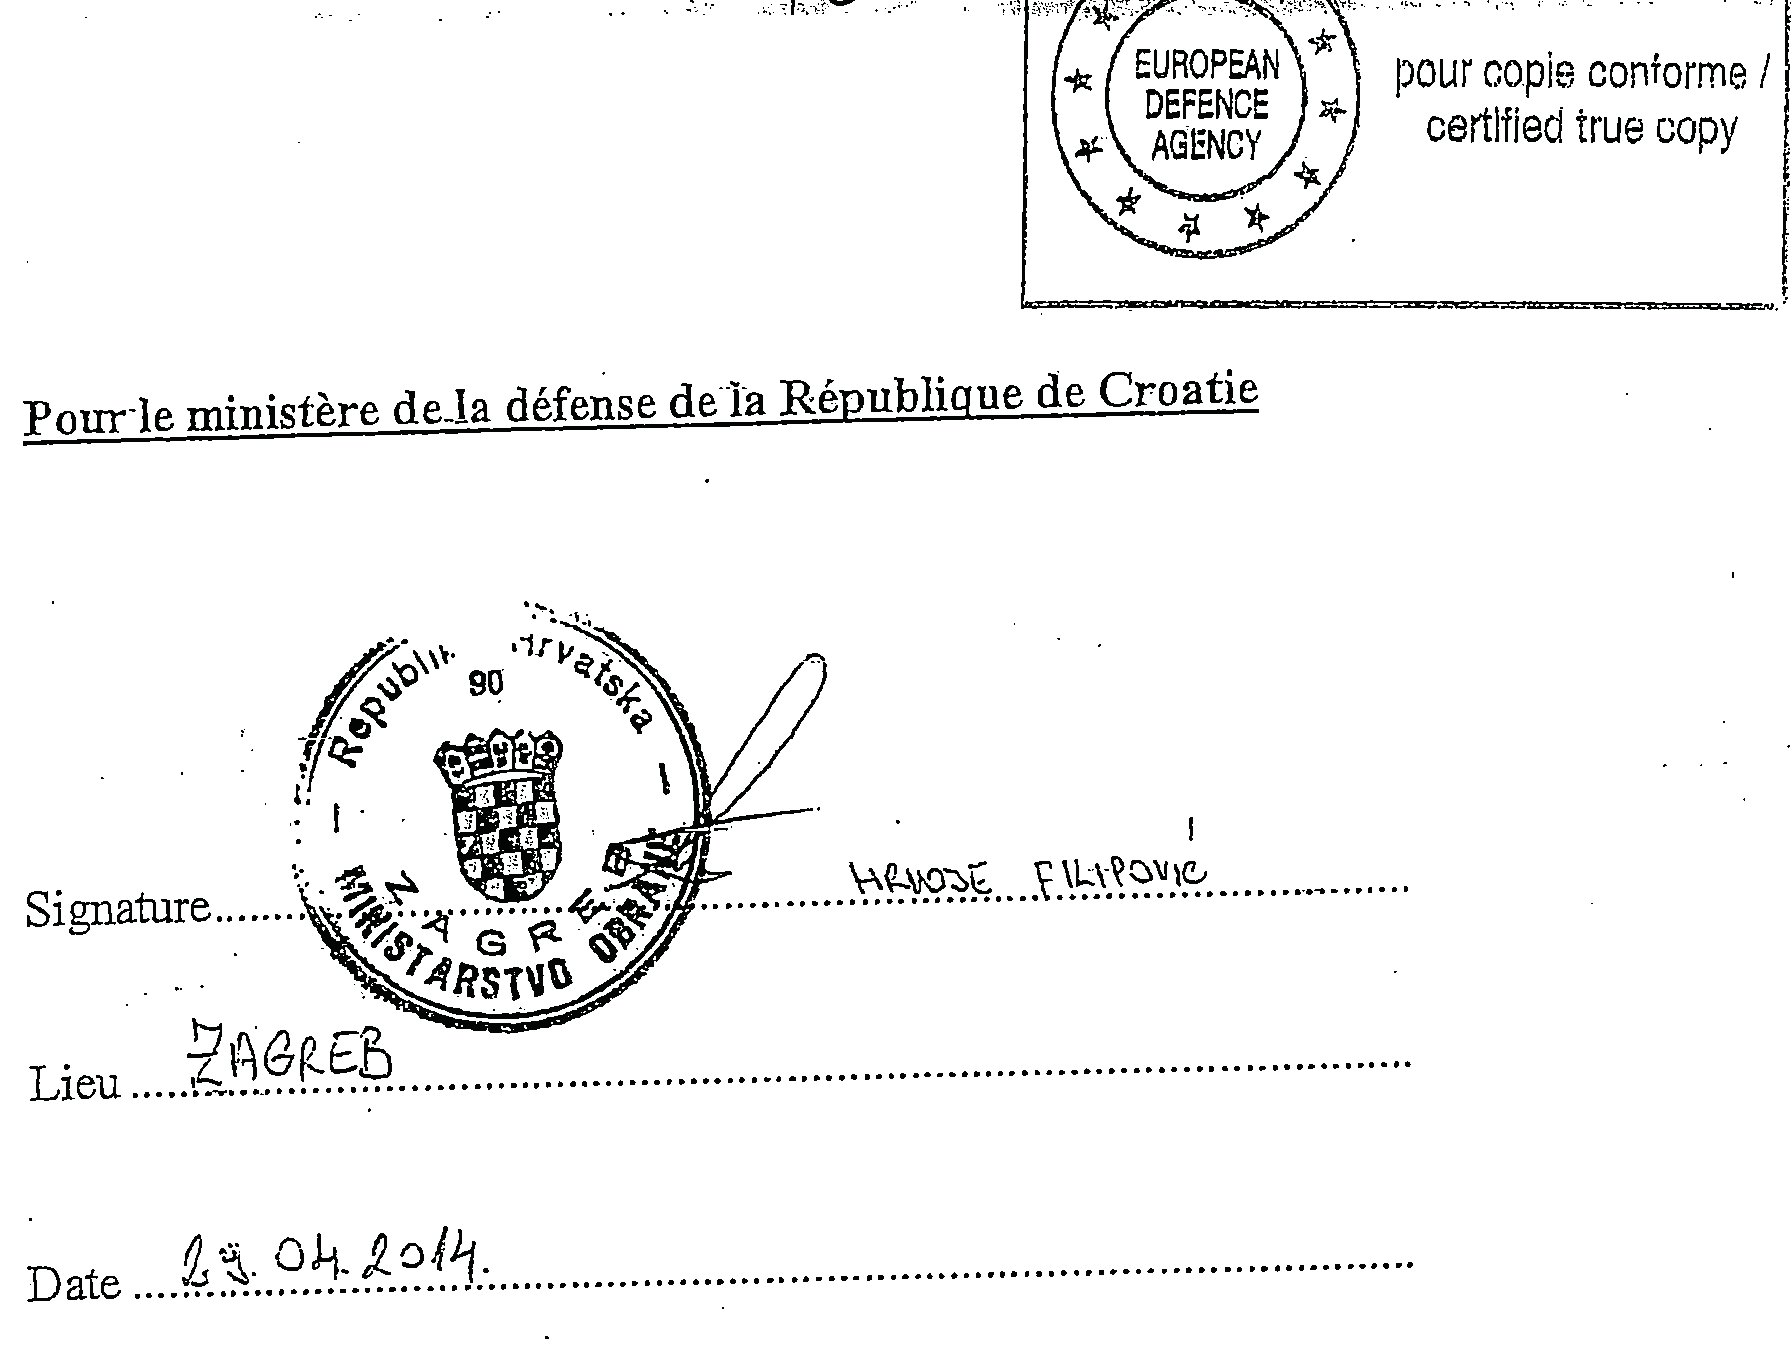 EUROPEAN
DEFENCE
AGENCY
pour copie conforme /
certified true copy
Pour le ministère de la défense de la République de Croatie
Republika Hrvatska
90
ZAGREB
MINISTARSTVO OBRANE
Signature HRVOJE FILIPOVIĆ
Lieu ZAGREB
Date 29.04.2014.